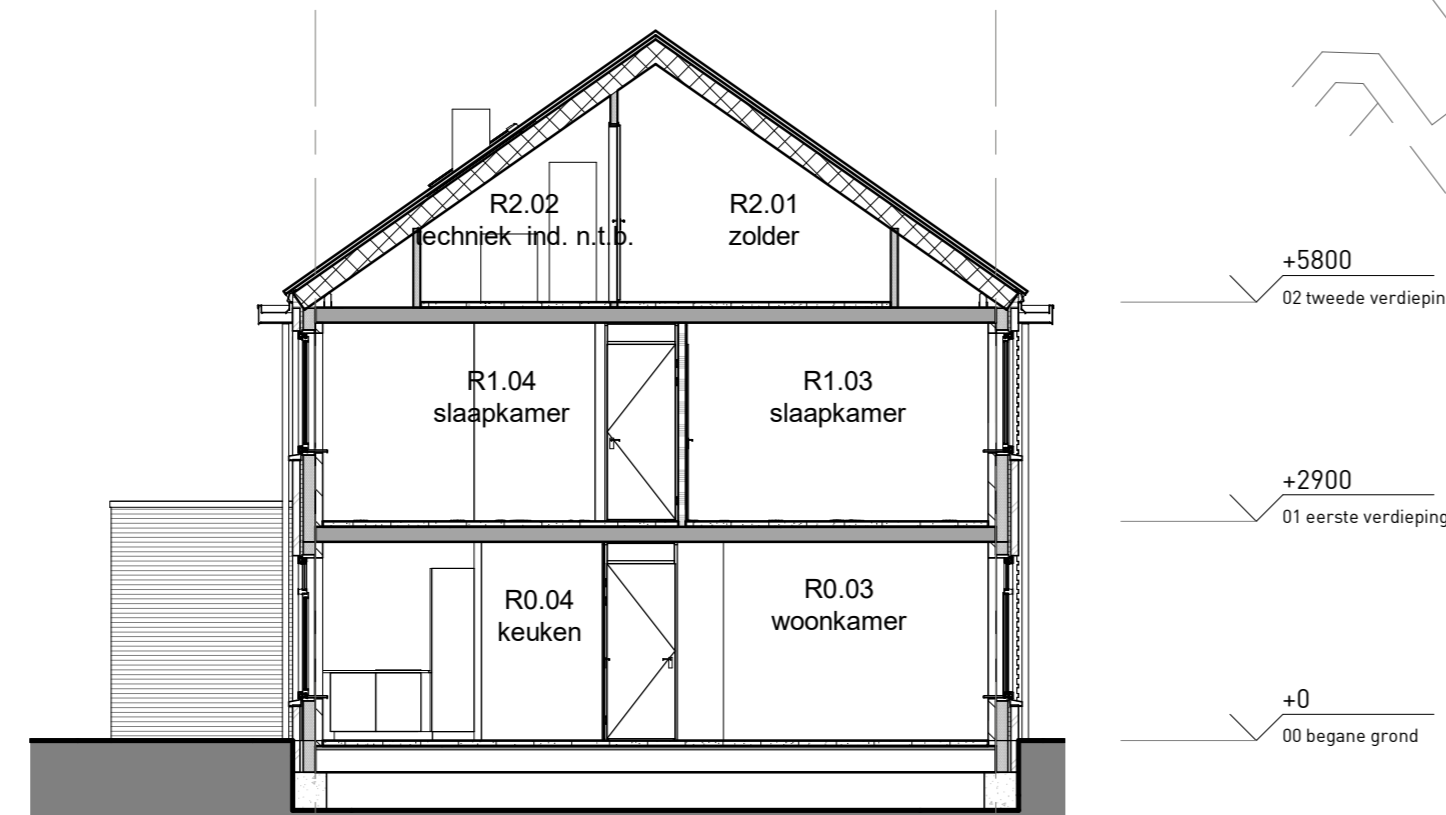 R2.02
techniek ind. n.t.b.
R2.01
zolder
+5800
02 tweede verdiepin
R1.04
slaapkamer
R1.03
slaapkamer
+2900
01 eerste verdieping
R0.04
keuken
R0.03
woonkamer
+0
00 begane grond